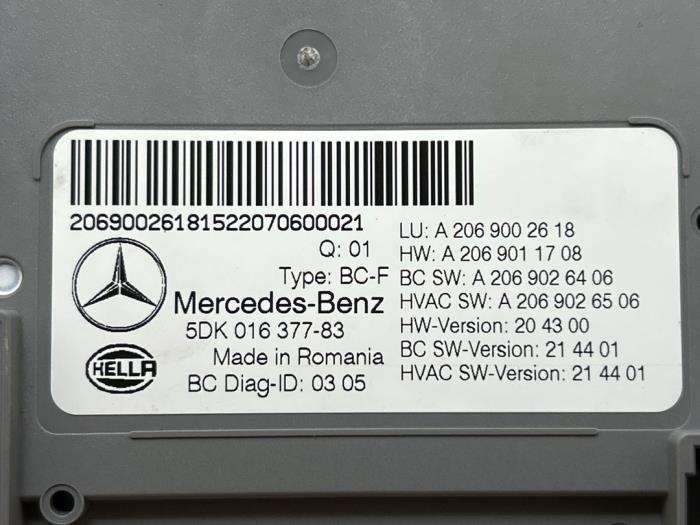 20690026181522070600021
Q: 01
Type: BC-F
Mercedes-Benz
5DK 016 377-83
Made in Romania
BC Diag-ID: 03 05
HELLA
LU: A 206 900 26 18
HW: A 206 901 17 08
BC SW: A 206 902 64 06
HVAC SW: A 206 902 65 06
HW-Version: 20 43 00
BC SW-Version: 21 44 01
HVAC SW-Version: 21 44 01